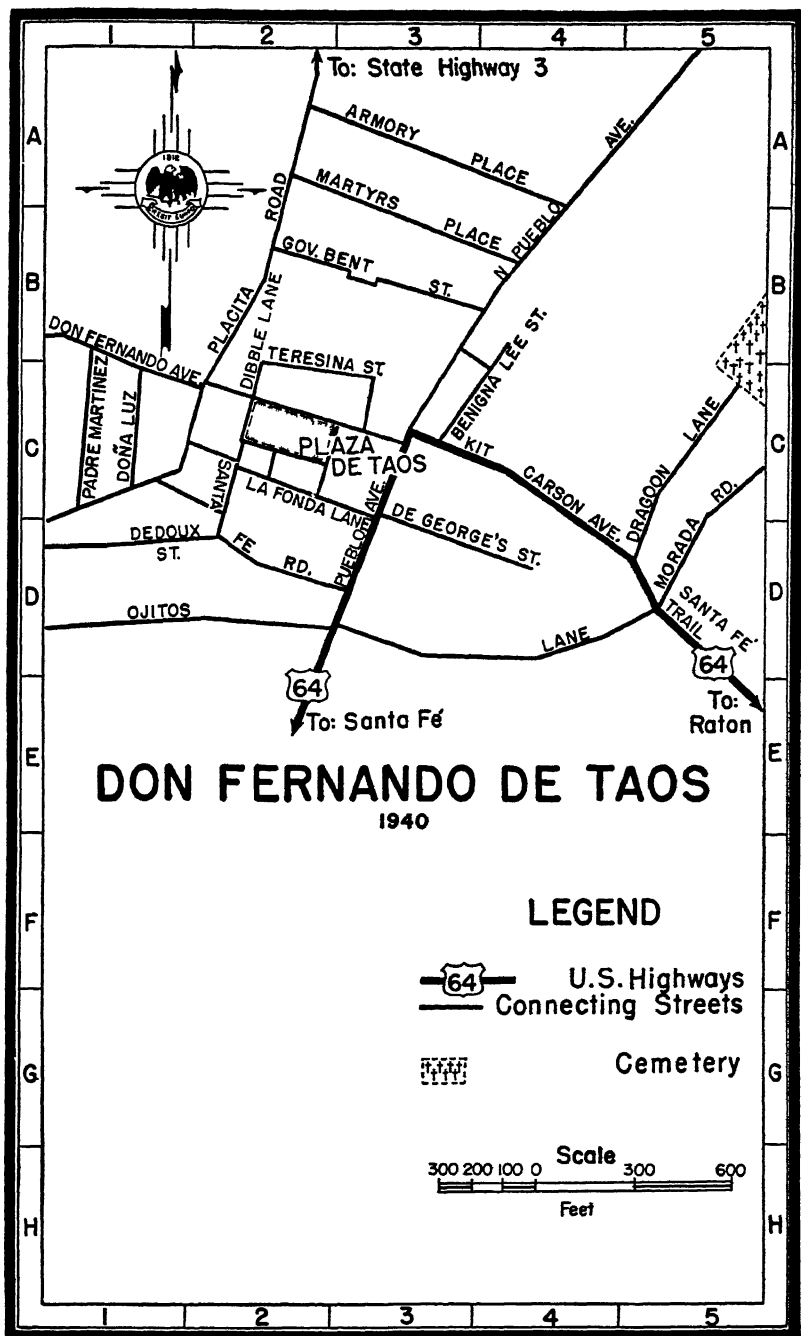 1 2 3 4 5
A
B
C
D
E
F
G
H
A
B
C
D
E
F
G
H
To: State Highway 3
1912
ARMORY PLACE
MARTYRS PLACE
GOV. BENT ST.
N PUEBLO AVE.
PLACITA ROAD
DIBBLE LANE
DON FERNANDO AVE.
TERESINA ST.
BENIGNA LEE ST.
PADRE MARTINEZ
DOÑA LUZ
PLAZA
DE TAOS
KIT CARSON AVE.
DRAGOON LANE
MORADA RD.
SANTA FE RD.
LA FONDA LANE
PUEBLO AVE
DE GEORGE'S ST.
DEDOUX
ST.
OJITOS LANE
SANTA FÉ
TRAIL
64
To: Santa Fé
64
To:
Raton
DON FERNANDO DE TAOS
1940
LEGEND
64 U.S. Highways
Connecting Streets
Cemetery
Scale
300 200 100 0 300 600
Feet
1 2 3 4 5